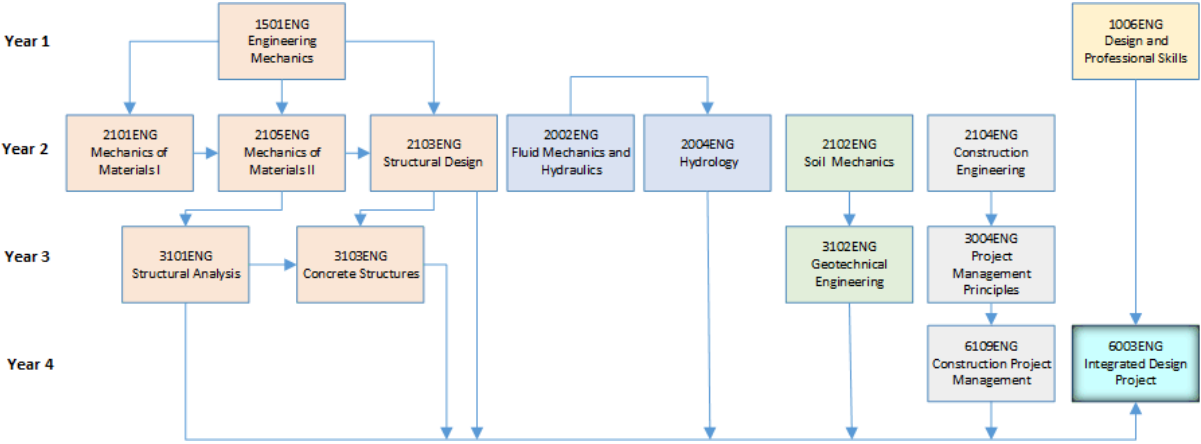 Year 1
1501ENG
Engineering
Mechanics
1006ENG
Design and
Professional Skills
Year 2
2101ENG
Mechanics of
Materials I
2105ENG
Mechanics of
Materials II
2103ENG
Structural Design
2002ENG
Fluid Mechanics and
Hydraulics
2004ENG
Hydrology
2102ENG
Soil Mechanics
2104ENG
Construction
Engineering
Year 3
3101ENG
Structural Analysis
3103ENG
Concrete Structures
3102ENG
Geotechnical
Engineering
3004ENG
Project
Management
Principles
Year 4
6109ENG
Construction Project
Management
6003ENG
Integrated Design
Project